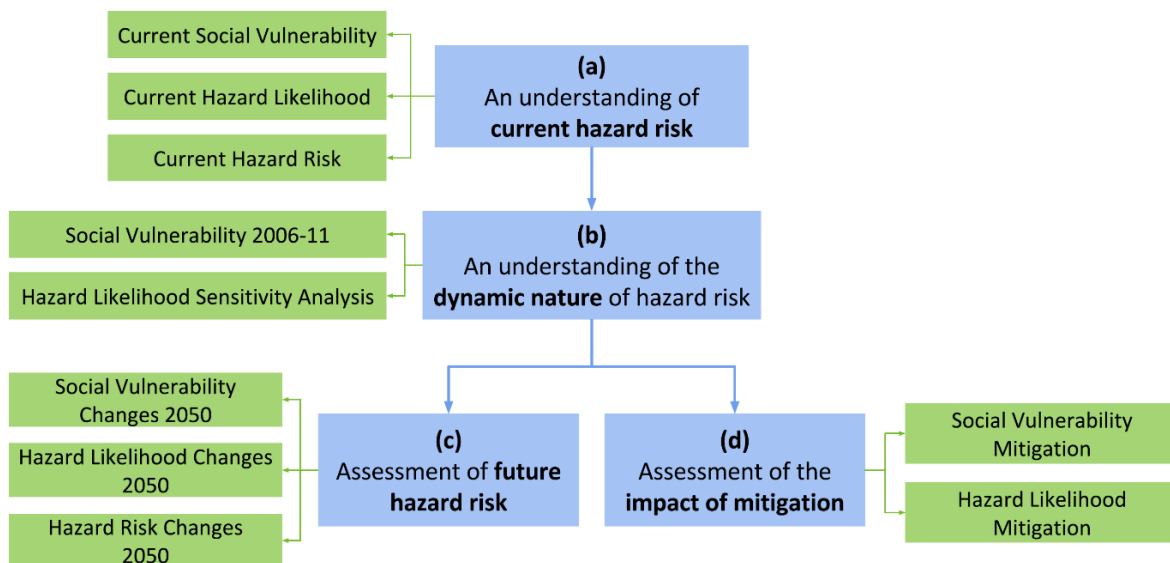 Current Social Vulnerability
Current Hazard Likelihood
Current Hazard Risk
(a)
An understanding of
current hazard risk
Social Vulnerability 2006-11
Hazard Likelihood Sensitivity Analysis
(b)
An understanding of the
dynamic nature of hazard risk
Social Vulnerability
Changes 2050
Hazard Likelihood Changes
2050
Hazard Risk Changes
2050
(c)
Assessment of future
hazard risk
(d)
Assessment of the
impact of mitigation
Social Vulnerability
Mitigation
Hazard Likelihood
Mitigation